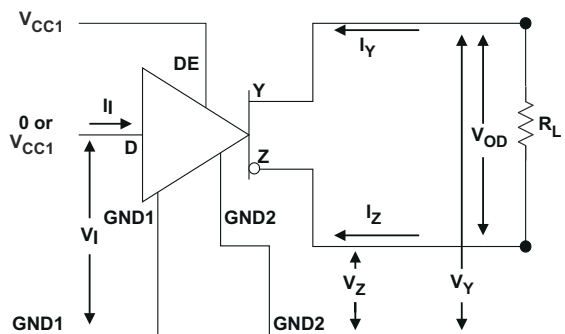 VCC1
DE
IY
II
Y
0 or
VCC1
D
Z
VOD
RL
GND1
GND2
IZ
VI
VZ
VY
GND1
GND2